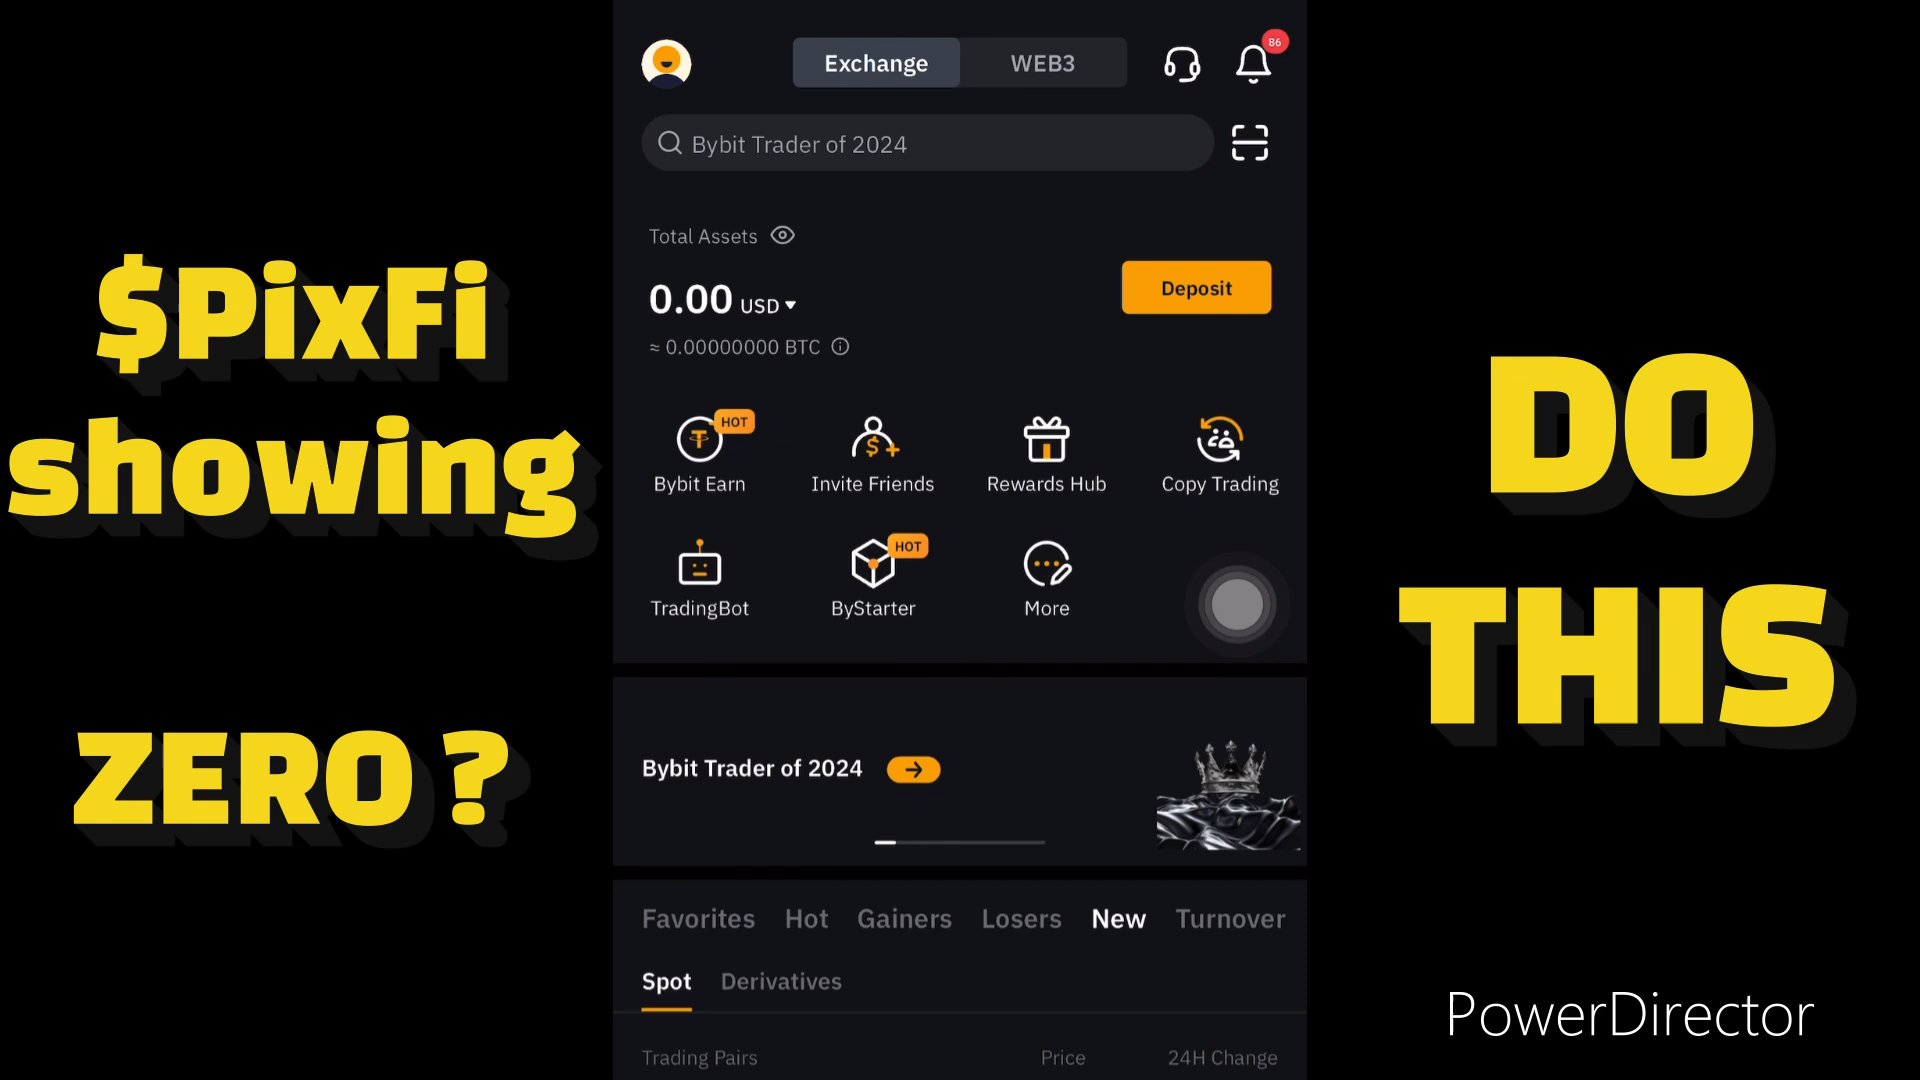 $PixFi
showing
ZERO ?
Exchange WEB3 86
Bybit Trader of 2024
Total Assets
0.00 USD
Deposit
≈ 0.00000000 BTC
HOT
Bybit Earn Invite Friends Rewards Hub Copy Trading
HOT
TradingBot ByStarter More
Bybit Trader of 2024
Favorites Hot Gainers Losers New Turnover
Spot Derivatives
Trading Pairs Price 24H Change
DO
THIS
PowerDirector